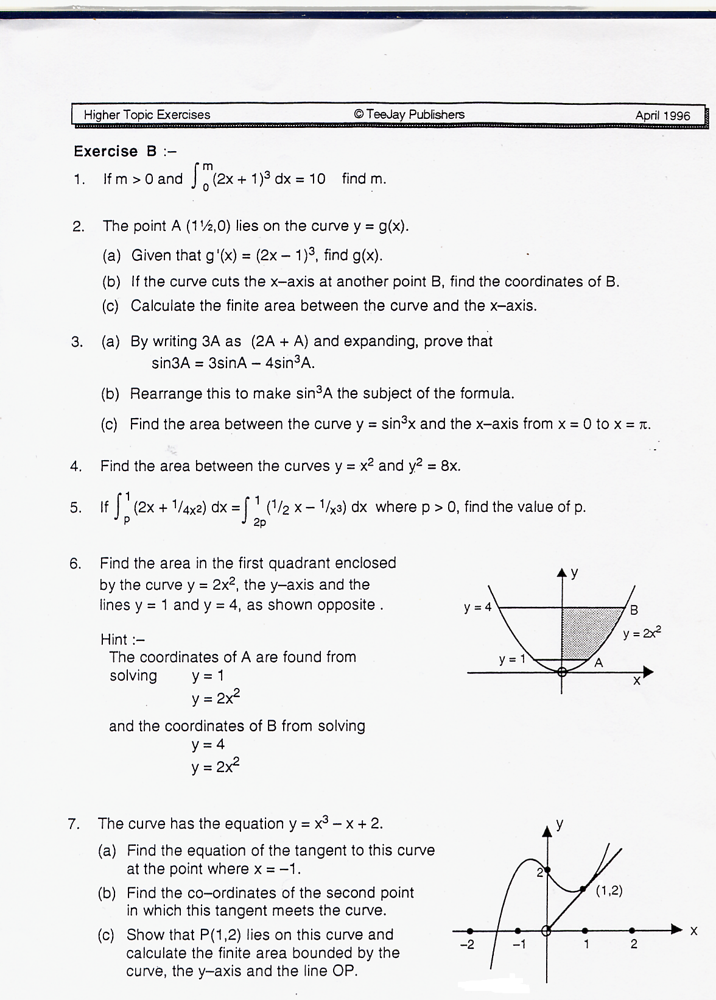 Higher Topic Exercises © TeeJay Publishers April 1996
Exercise B :–
1. If m > 0 and ∫₀ᵐ (2x + 1)³ dx = 10 find m.
2. The point A (1½,0) lies on the curve y = g(x).
(a) Given that g'(x) = (2x – 1)³, find g(x).
(b) If the curve cuts the x–axis at another point B, find the coordinates of B.
(c) Calculate the finite area between the curve and the x–axis.
3. (a) By writing 3A as (2A + A) and expanding, prove that
sin3A = 3sinA – 4sin³A.
(b) Rearrange this to make sin³A the subject of the formula.
(c) Find the area between the curve y = sin³x and the x–axis from x = 0 to x = π.
4. Find the area between the curves y = x² and y² = 8x.
5. If ∫ₚ¹ (2x + 1/4x²) dx = ∫₂ₚ¹ (1/2 x – 1/x³) dx where p > 0, find the value of p.
6. Find the area in the first quadrant enclosed
by the curve y = 2x², the y–axis and the
lines y = 1 and y = 4, as shown opposite .
Hint :–
The coordinates of A are found from
solving y = 1
y = 2x²
and the coordinates of B from solving
y = 4
y = 2x²
y
y = 4
B
y = 2x²
y = 1
A
x
7. The curve has the equation y = x³ – x + 2.
(a) Find the equation of the tangent to this curve
at the point where x = –1.
(b) Find the co–ordinates of the second point
in which this tangent meets the curve.
(c) Show that P(1,2) lies on this curve and
calculate the finite area bounded by the
curve, the y–axis and the line OP.
y
2
(1,2)
x
–2 –1 1 2